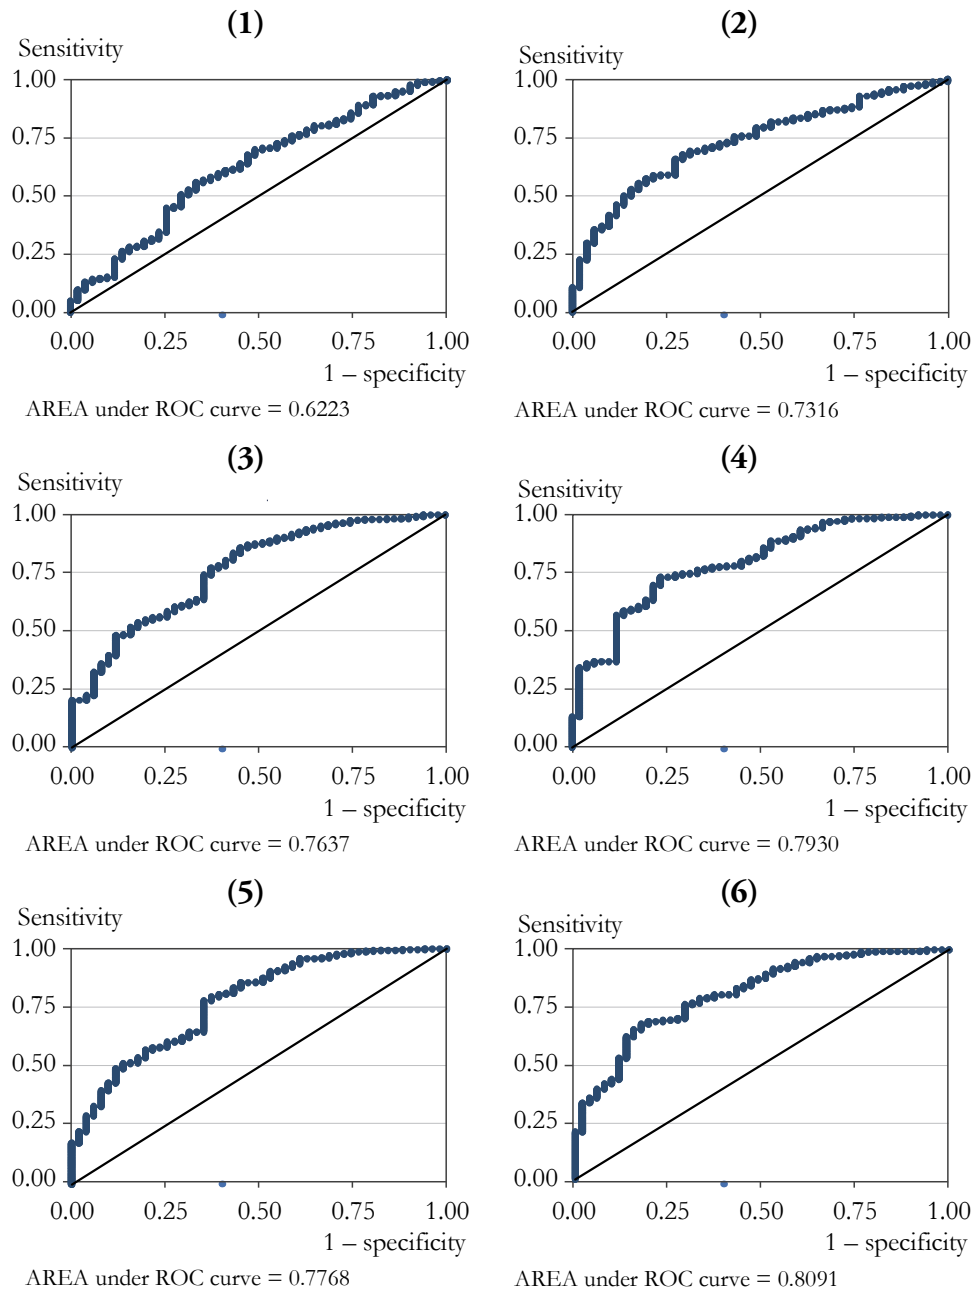 (1)
Sensitivity
1.00
0.75
0.50
0.25
0.00
0.00 0.25 0.50 0.75 1.00
1 – specificity
AREA under ROC curve = 0.6223
(2)
Sensitivity
1.00
0.75
0.50
0.25
0.00
0.00 0.25 0.50 0.75 1.00
1 – specificity
AREA under ROC curve = 0.7316
(3)
Sensitivity
1.00
0.75
0.50
0.25
0.00
0.00 0.25 0.50 0.75 1.00
1 – specificity
AREA under ROC curve = 0.7637
(4)
Sensitivity
1.00
0.75
0.50
0.25
0.00
0.00 0.25 0.50 0.75 1.00
1 – specificity
AREA under ROC curve = 0.7930
(5)
Sensitivity
1.00
0.75
0.50
0.25
0.00
0.00 0.25 0.50 0.75 1.00
1 – specificity
AREA under ROC curve = 0.7768
(6)
Sensitivity
1.00
0.75
0.50
0.25
0.00
0.00 0.25 0.50 0.75 1.00
1 – specificity
AREA under ROC curve = 0.8091